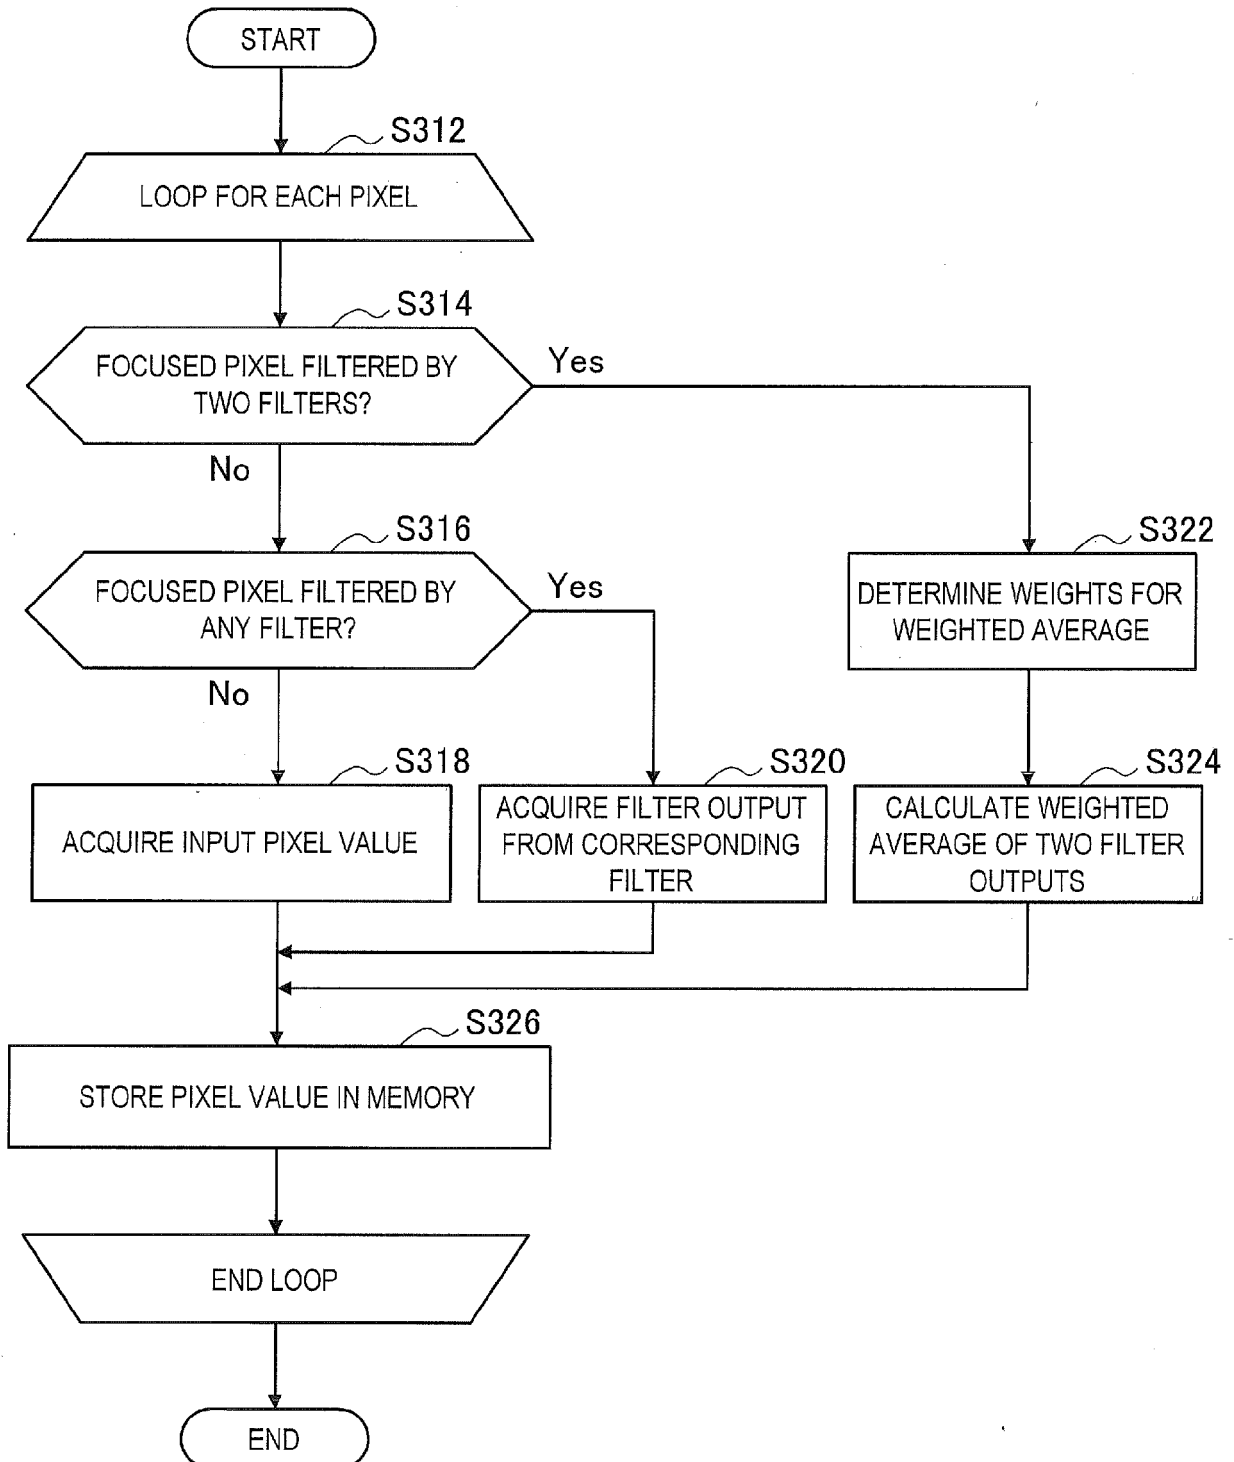 START
S312
LOOP FOR EACH PIXEL
S314
FOCUSED PIXEL FILTERED BY
TWO FILTERS?
Yes
No
S316
FOCUSED PIXEL FILTERED BY
ANY FILTER?
Yes
No
S322
DETERMINE WEIGHTS FOR
WEIGHTED AVERAGE
S318
ACQUIRE INPUT PIXEL VALUE
S320
ACQUIRE FILTER OUTPUT
FROM CORRESPONDING
FILTER
S324
CALCULATE WEIGHTED
AVERAGE OF TWO FILTER
OUTPUTS
S326
STORE PIXEL VALUE IN MEMORY
END LOOP
END